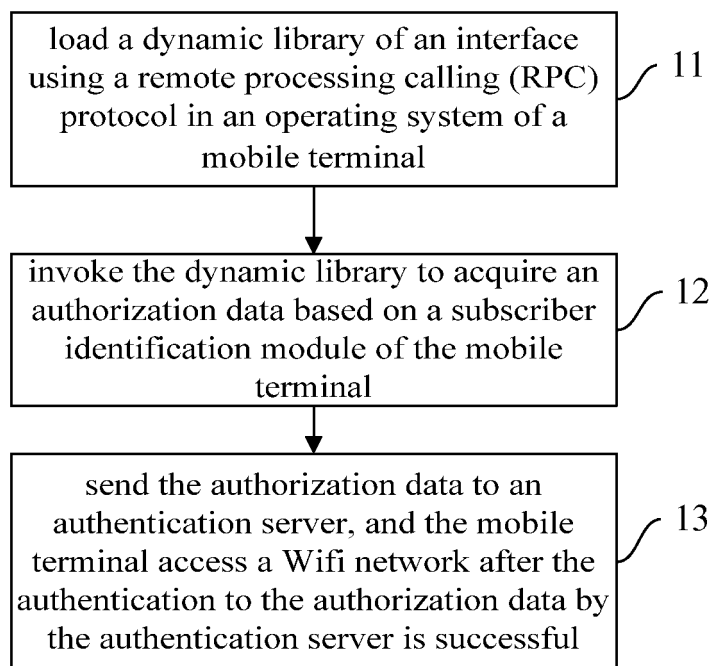 load a dynamic library of an interface
using a remote processing calling (RPC)
protocol in an operating system of a
mobile terminal
11
invoke the dynamic library to acquire an
authorization data based on a subscriber
identification module of the mobile
terminal
12
send the authorization data to an
authentication server, and the mobile
terminal access a Wifi network after the
authentication to the authorization data by
the authentication server is successful
13